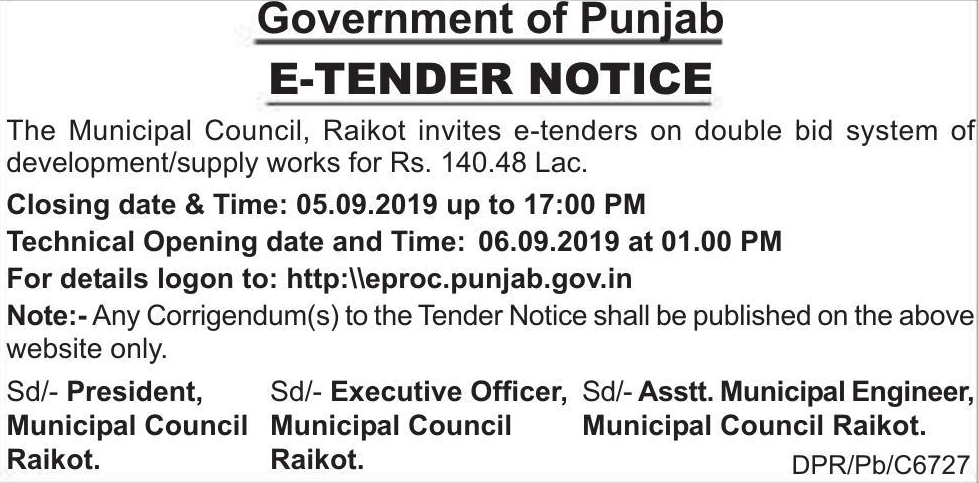 Government of Punjab
E-TENDER NOTICE
The Municipal Council, Raikot invites e-tenders on double bid system of
development/supply works for Rs. 140.48 Lac.
Closing date & Time: 05.09.2019 up to 17:00 PM
Technical Opening date and Time: 06.09.2019 at 01.00 PM
For details logon to: http:\\eproc.punjab.gov.in
Note:- Any Corrigendum(s) to the Tender Notice shall be published on the above
website only.
Sd/- President,
Municipal Council
Raikot.
Sd/- Executive Officer,
Municipal Council
Raikot.
Sd/- Asstt. Municipal Engineer,
Municipal Council Raikot.
DPR/Pb/C6727